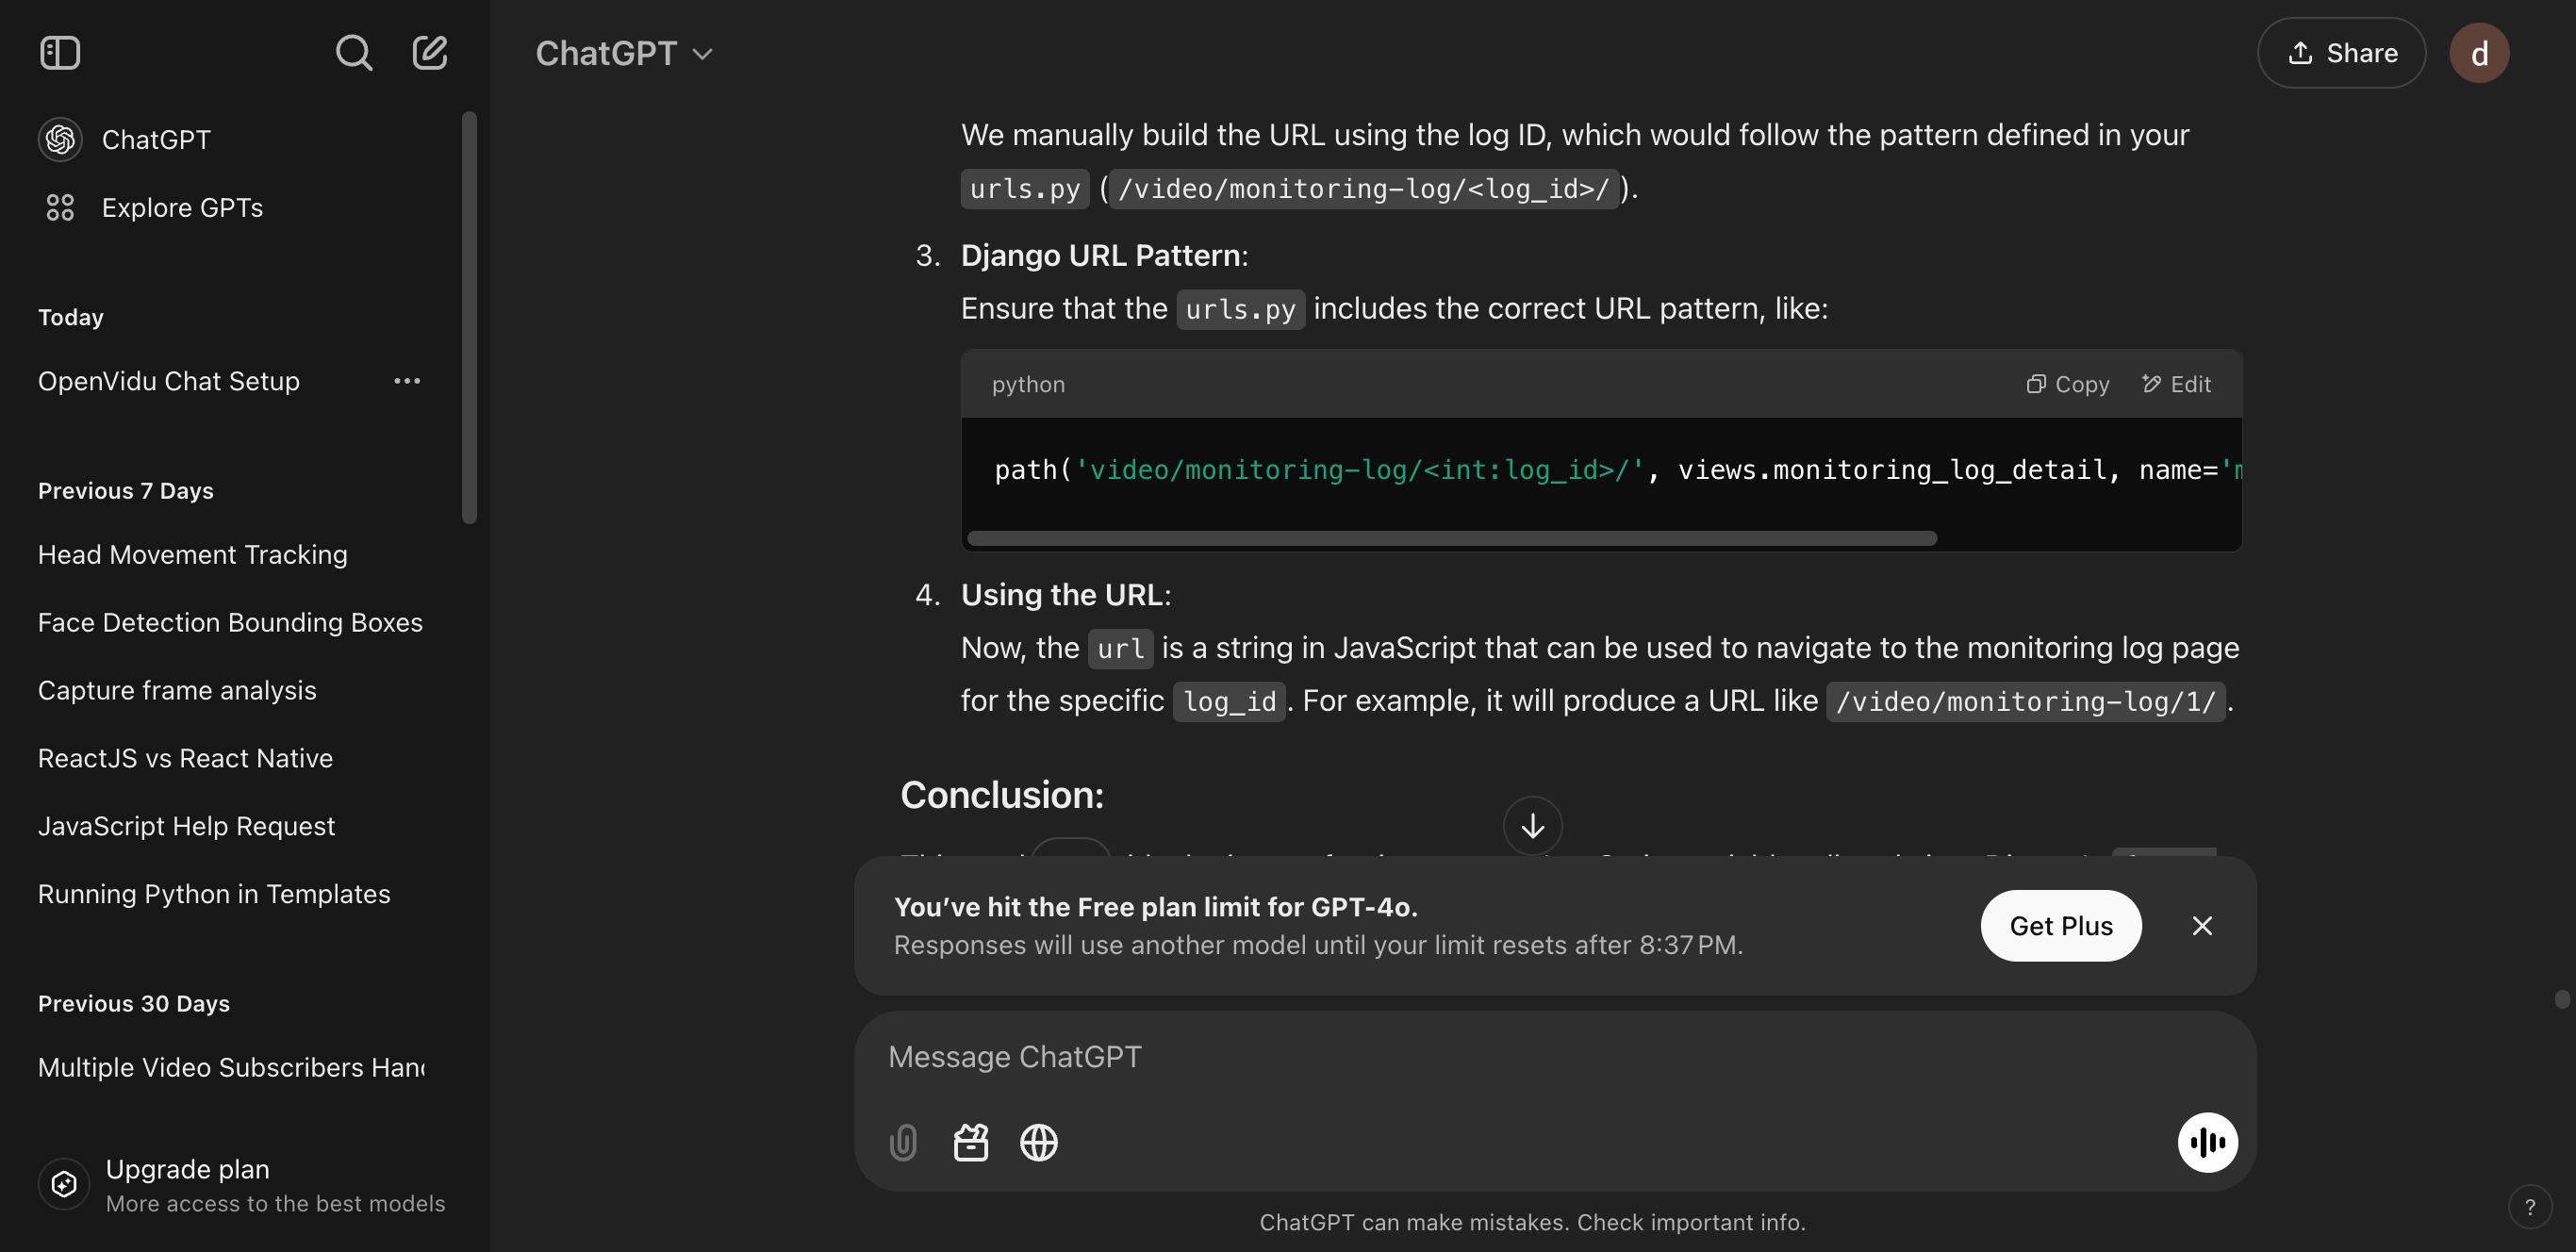 ChatGPT
Explore GPTs
Today
OpenVidu Chat Setup
Previous 7 Days
Head Movement Tracking
Face Detection Bounding Boxes
Capture frame analysis
ReactJS vs React Native
JavaScript Help Request
Running Python in Templates
Previous 30 Days
Multiple Video Subscribers
Upgrade plan
More access to the best models
ChatGPT
Share
d
We manually build the URL using the log ID, which would follow the pattern defined in your
urls.py (/video/monitoring-log/<log_id>/).
3. Django URL Pattern:
Ensure that the urls.py includes the correct URL pattern, like:
python
Copy
Edit
path('video/monitoring-log/<int:log_id>/', views.monitoring_log_detail, name='
4. Using the URL:
Now, the url is a string in JavaScript that can be used to navigate to the monitoring log page
for the specific log_id. For example, it will produce a URL like /video/monitoring-log/1/.
Conclusion:
You've hit the Free plan limit for GPT-4o.
Responses will use another model until your limit resets after 8:37 PM.
Get Plus
Message ChatGPT
ChatGPT can make mistakes. Check important info.
?